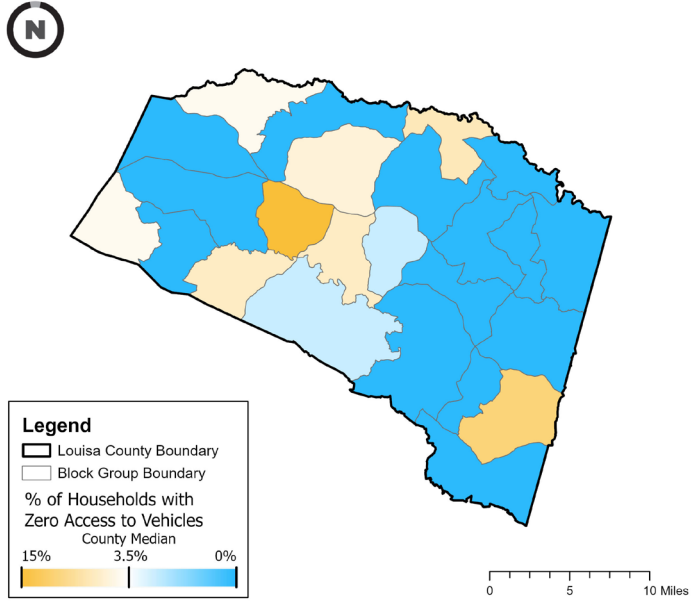 N
Legend
Louisa County Boundary
Block Group Boundary
% of Households with
Zero Access to Vehicles
County Median
15% 3.5% 0%
0 5 10 Miles